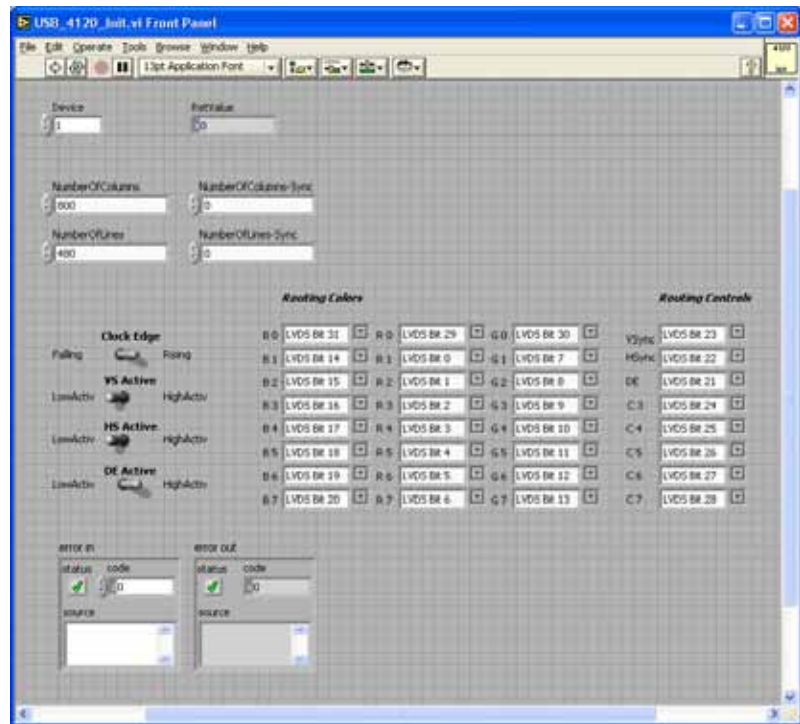 USB_4120_Init.vi Front Panel
File Edit Operate Tools Browse Window Help
13pt Application Font
4120
Device RetValue
1 0
NumberOfColumns NumberOfColumns-Sync
800 0
NumberOfLines NumberOfLines-Sync
480 0
Routing Colors Routing Controls
Clock Edge
Falling Rising
VS Active
LowActiv HighActiv
HS Active
LowActiv HighActiv
DE Active
LowActiv HighActiv
B 0 LVDS Bit 31 R 0 LVDS Bit 29 G 0 LVDS Bit 30 VSync LVDS Bit 23
B 1 LVDS Bit 14 R 1 LVDS Bit 0 G 1 LVDS Bit 7 HSync LVDS Bit 22
B 2 LVDS Bit 15 R 2 LVDS Bit 1 G 2 LVDS Bit 8 DE LVDS Bit 21
B 3 LVDS Bit 16 R 3 LVDS Bit 2 G 3 LVDS Bit 9 C 3 LVDS Bit 24
B 4 LVDS Bit 17 R 4 LVDS Bit 3 G 4 LVDS Bit 10 C 4 LVDS Bit 25
B 5 LVDS Bit 18 R 5 LVDS Bit 4 G 5 LVDS Bit 11 C 5 LVDS Bit 26
B 6 LVDS Bit 19 R 6 LVDS Bit 5 G 6 LVDS Bit 12 C 6 LVDS Bit 27
B 7 LVDS Bit 20 R 7 LVDS Bit 6 G 7 LVDS Bit 13 C 7 LVDS Bit 28
error in error out
status code status code
0 0
source source